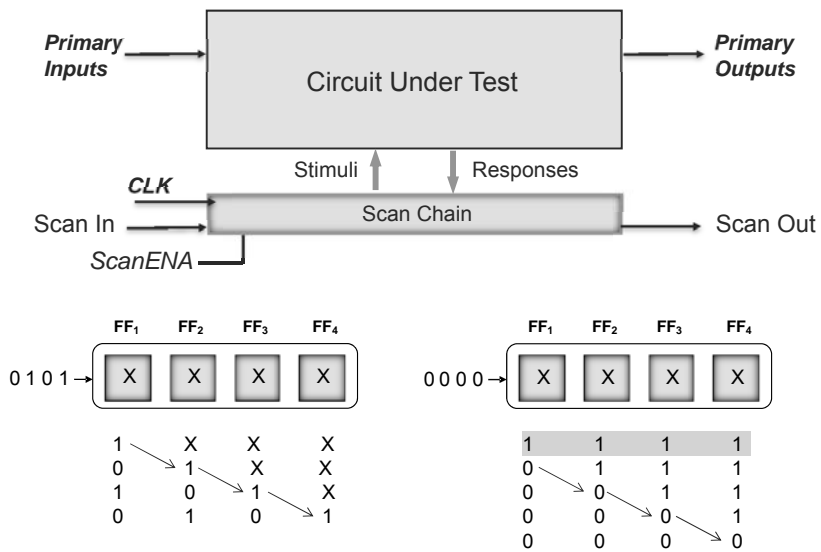 Primary Inputs
Circuit Under Test
Primary Outputs
Stimuli
Responses
CLK
Scan In
Scan Chain
Scan Out
ScanENA
FF₁ FF₂ FF₃ FF₄
0 1 0 1 X X X X
1 X X X
0 1 X X
1 0 1 X
0 1 0 1
FF₁ FF₂ FF₃ FF₄
0 0 0 0 X X X X
1 1 1 1
0 1 1 1
0 0 1 1
0 0 0 1
0 0 0 0